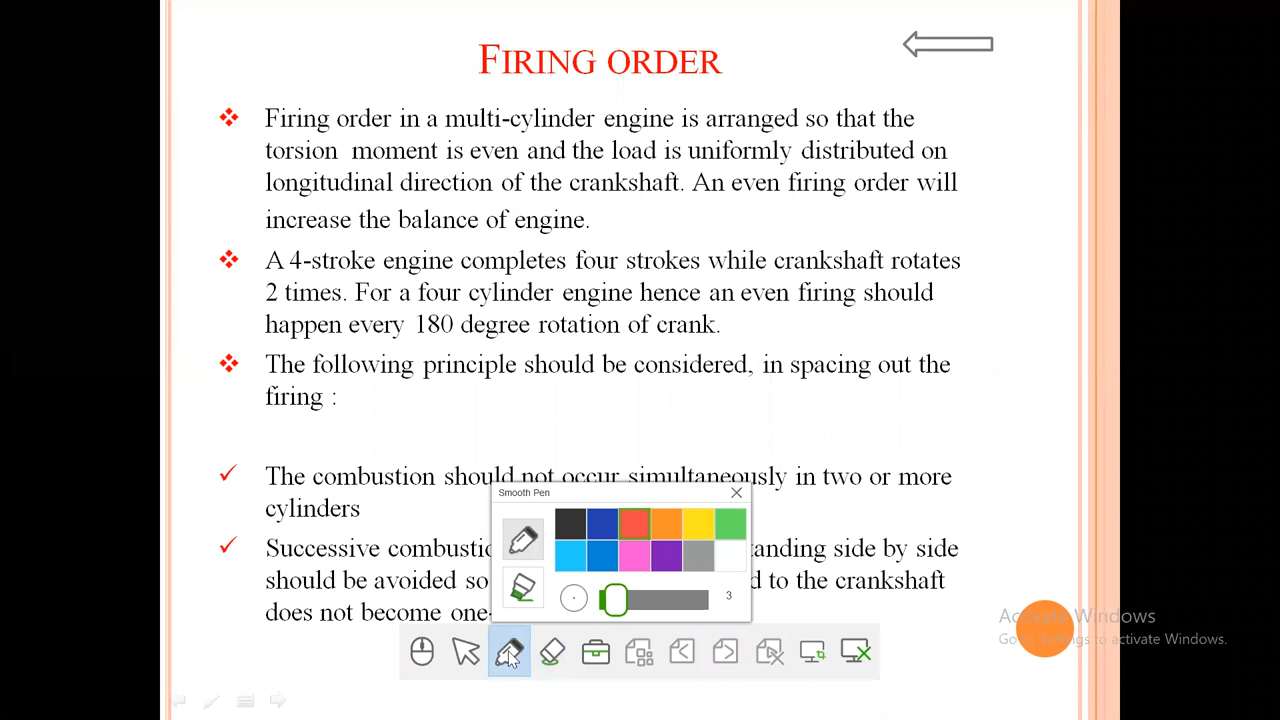 FIRING ORDER
Firing order in a multi-cylinder engine is arranged so that the
torsion moment is even and the load is uniformly distributed on
longitudinal direction of the crankshaft. An even firing order will
increase the balance of engine.
A 4-stroke engine completes four strokes while crankshaft rotates
2 times. For a four cylinder engine hence an even firing should
happen every 180 degree rotation of crank.
The following principle should be considered, in spacing out the
firing :
The combustion should not occur simultaneously in two or more
cylinders
Smooth Pen
Successive combustio tanding side by side
should be avoided so d to the crankshaft
3
does not become one-
Activate Windows
Go to Settings to activate Windows.